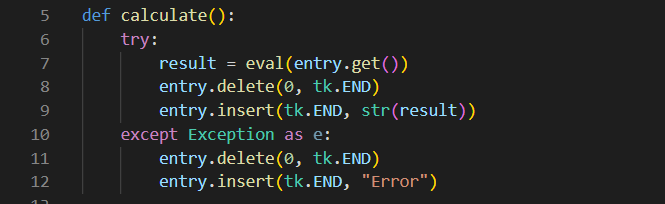 5 def calculate():
6     try:
7         result = eval(entry.get())
8         entry.delete(0, tk.END)
9         entry.insert(tk.END, str(result))
10     except Exception as e:
11         entry.delete(0, tk.END)
12         entry.insert(tk.END, "Error")